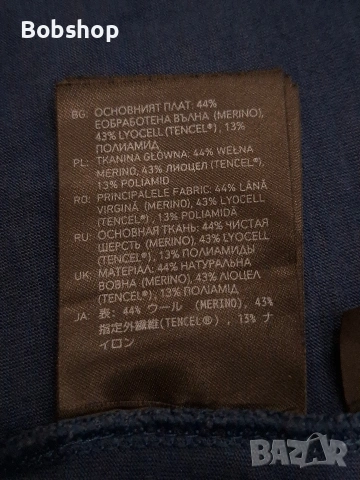 Bobshop
BG: ОСНОВНИЯТ ПЛАТ: 44%
ЕОБРАБОТЕНА ВЪЛНА (MERINO),
43% LYOCELL (TENCEL®), 13%
ПОЛИАМИД
PL: TKANINA GŁÓWNA: 44% WEŁNA
MERINO, 43% ЛИОЦЕЛ (TENCEL®),
13% POLIAMID
RO: PRINCIPALELE FABRIC: 44% LÂNĂ
VIRGINĂ (MERINO), 43% LYOCELL
(TENCEL®), 13% POLIAMIDĂ
RU: ОСНОВНАЯ ТКАНЬ: 44% ЧИСТАЯ
ШЕРСТЬ (MERINO), 43% LYOCELL
(TENCEL®), 13% ПОЛИАМИДЫ
UK: МАТЕРІАЛ: 44% НАТУРАЛЬНА
ВОВНА (MERINO), 43% ЛІОЦЕЛ
(TENCEL®), 13% ПОЛІАМІД
JA: 表: 44% ウール (MERINO), 43%
指定外繊維(TENCEL®) , 13% ナ
イロン
BAZAR
.bg